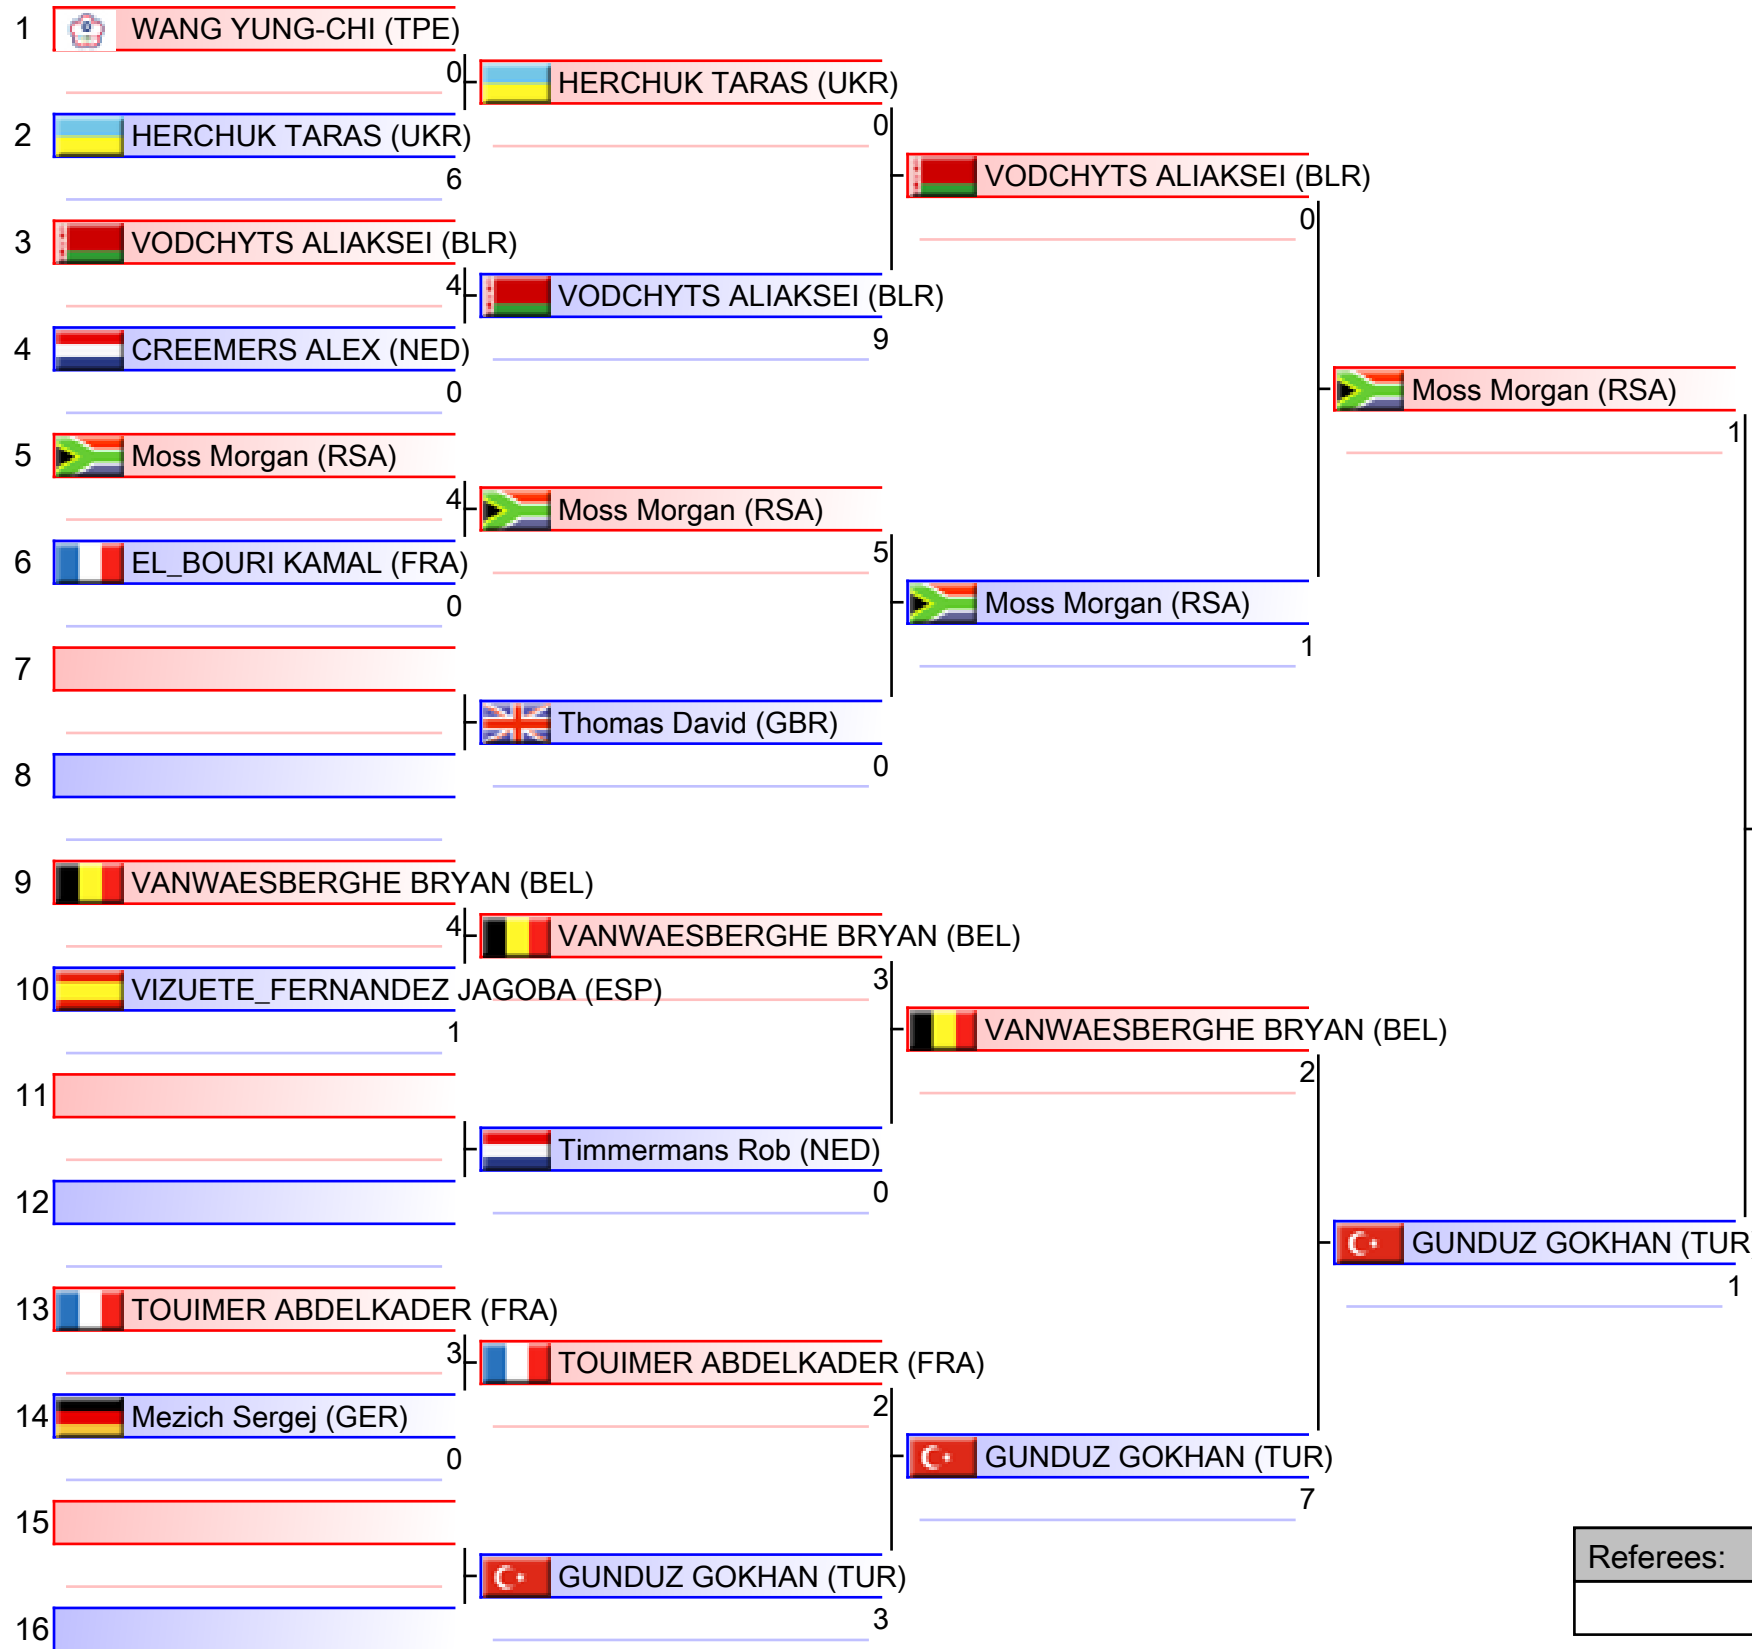 1 WANG YUNG-CHI (TPE)
0
HERCHUK TARAS (UKR)
0
2 HERCHUK TARAS (UKR)
6
VODCHYTS ALIAKSEI (BLR)
0
3 VODCHYTS ALIAKSEI (BLR)
4
VODCHYTS ALIAKSEI (BLR)
9
4 CREEMERS ALEX (NED)
0
Moss Morgan (RSA)
1
5 Moss Morgan (RSA)
4
Moss Morgan (RSA)
5
6 EL_BOURI KAMAL (FRA)
0
Moss Morgan (RSA)
1
7
Thomas David (GBR)
0
8
9 VANWAESBERGHE BRYAN (BEL)
4
VANWAESBERGHE BRYAN (BEL)
3
10 VIZUETE_FERNANDEZ JAGOBA (ESP)
1
VANWAESBERGHE BRYAN (BEL)
2
11
Timmermans Rob (NED)
0
12
GUNDUZ GOKHAN (TUR
1
13 TOUIMER ABDELKADER (FRA)
3
TOUIMER ABDELKADER (FRA)
2
14 Mezich Sergej (GER)
0
GUNDUZ GOKHAN (TUR)
7
15
Referees:
GUNDUZ GOKHAN (TUR)
3
16